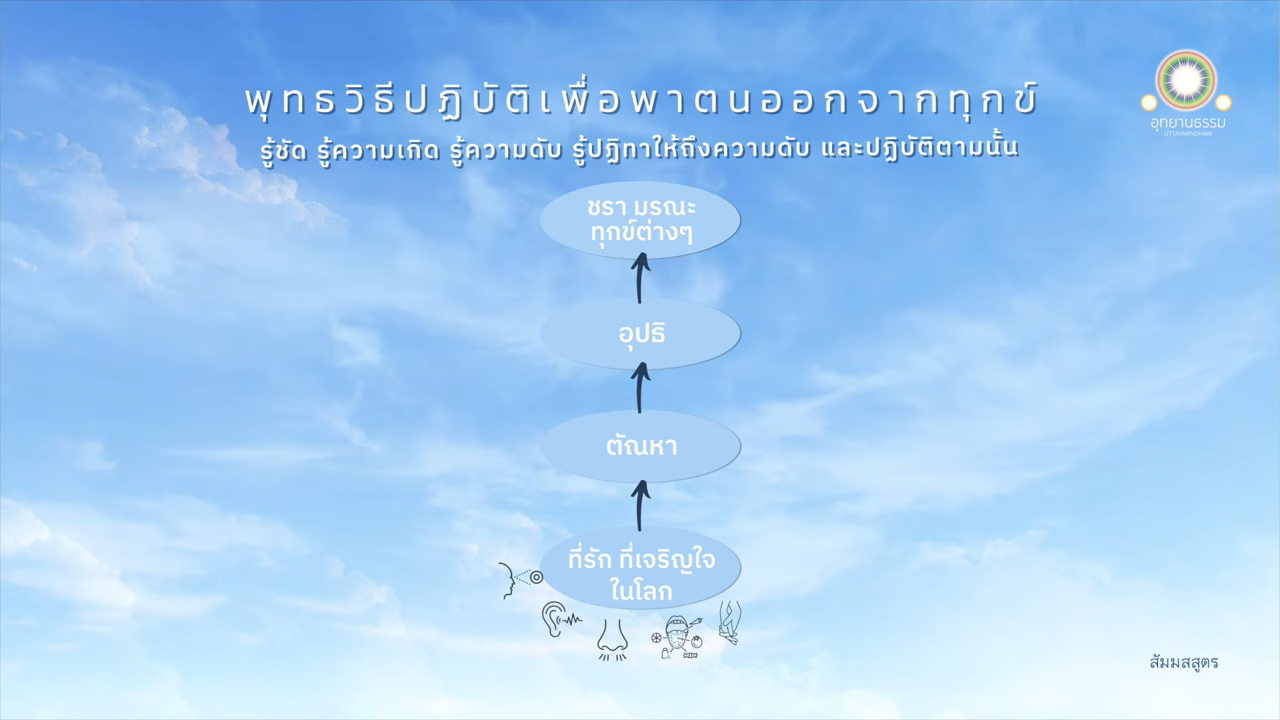 พุทธวิธีปฏิบัติเพื่อพาตนออกจากทุกข์
รู้ชัด รู้ความเกิด รู้ความดับ รู้ปฏิทาให้ถึงความดับ และปฏิบัติตามนั้น
อุทยานธรรม
UTTAYARNDHAM
ชรา มรณะ
ทุกข์ต่างๆ
อุปธิ
ตัณหา
ที่รัก ที่เจริญใจ
ในโลก
สัมมสสูตร